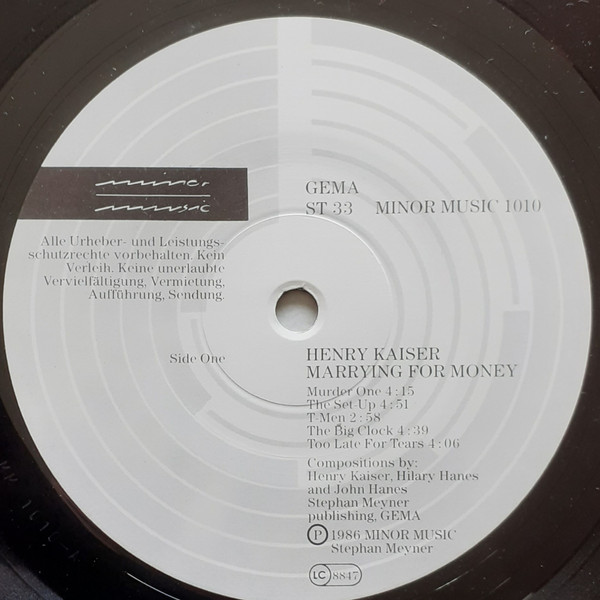 minor
music
GEMA
ST 33 MINOR MUSIC 1010
Alle Urheber- und Leistungs-
schutzrechte vorbehalten. Kein
Verleih. Keine unerlaubte
Vervielfältigung, Vermietung,
Aufführung, Sendung.
Side One
HENRY KAISER
MARRYING FOR MONEY
Murder One 4:15
The Set-Up 4:51
T-Men 2:58
The Big Clock 4:39
Too Late For Tears 4:06
Compositions by:
Henry Kaiser, Hilary Hanes
and John Hanes
Stephan Meyner
publishing, GEMA
Ⓟ 1986 MINOR MUSIC
Stephan Meyner
LC 8847